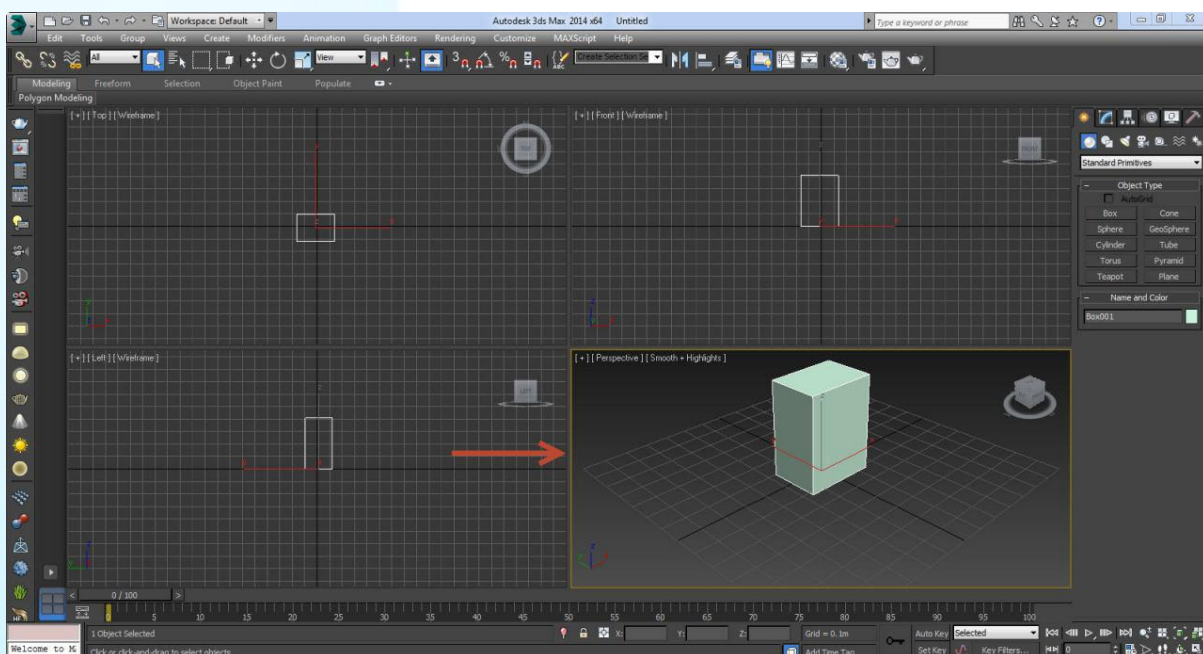 Workspace: Default
Autodesk 3ds Max 2014 x64 Untitled
Type a keyword or phrase
Edit Tools Group Views Create Modifiers Animation Graph Editors Rendering Customize MAXScript Help
All
View
Create Selection Se
Modeling Freeform Selection Object Paint Populate
Polygon Modeling
[ + ] [ Top ] [ Wireframe ]
TOP
[ + ] [ Front ] [ Wireframe ]
FRONT
Standard Primitives
Object Type
AutoGrid
Box Cone
Sphere GeoSphere
Cylinder Tube
Torus Pyramid
Teapot Plane
Name and Color
Box001
[ + ] [ Left ] [ Wireframe ]
LEFT
[ + ] [ Perspective ] [ Smooth + Highlights ]
0 / 100
0 5 10 15 20 25 30 35 40 45 50 55 60 65 70 75 80 85 90 95 100
1 Object Selected
X: Y: Z: Grid = 0.1m
Auto Key Selected
Welcome to M
Click or click-and-drag to select objects
Add Time Tag
Set Key Key Filters...
0